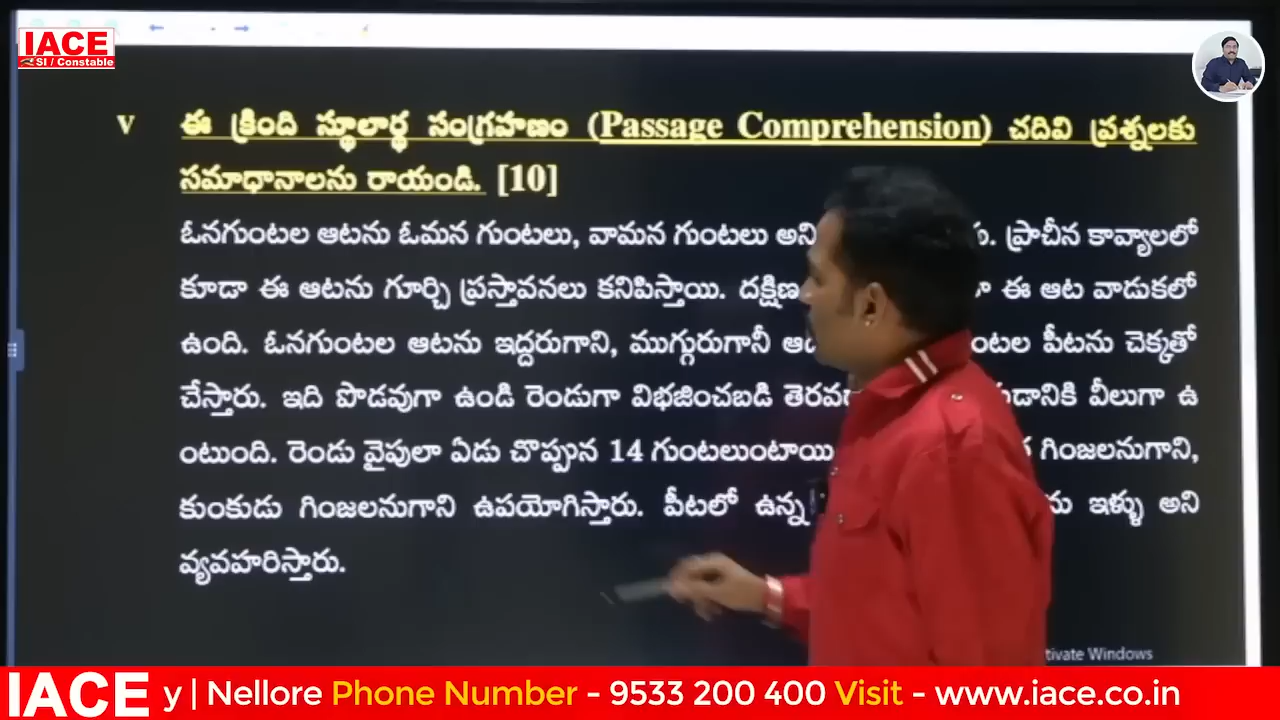 IACE
SI / Constable
v ఈ క్రింది స్థూలార్థ సంగ్రహణం (Passage Comprehension) చదివి ప్రశ్నలకు
సమాధానాలను రాయండి. [10]
ఓనగుంటల ఆటను ఓమన గుంటలు, వామన గుంటలు అని ప్రాచీన కావ్యాలలో
కూడా ఈ ఆటను గూర్చి ప్రస్తావనలు కనిపిస్తాయి. ఈ ఆట వాడుకలో
ఉంది. ఓనగుంటల ఆటను ఇద్దరుగాని, ముగ్గురుగానీ పీటను చెక్కతో
చేస్తారు. ఇది పొడవుగా ఉండి రెండుగా విభజించబడి వీలుగా ఉ
ంటుంది. రెండు వైపులా ఏడు చొప్పున 14 గుంటలుంటాయి గింజలనుగాని,
కుంకుడు గింజలనుగాని ఉపయోగిస్తారు. పీటలో ఉన్న ఇళ్ళు అని
వ్యవహరిస్తారు.
Windows
IACE y | Nellore Phone Number - 9533 200 400 Visit - www.iace.co.in